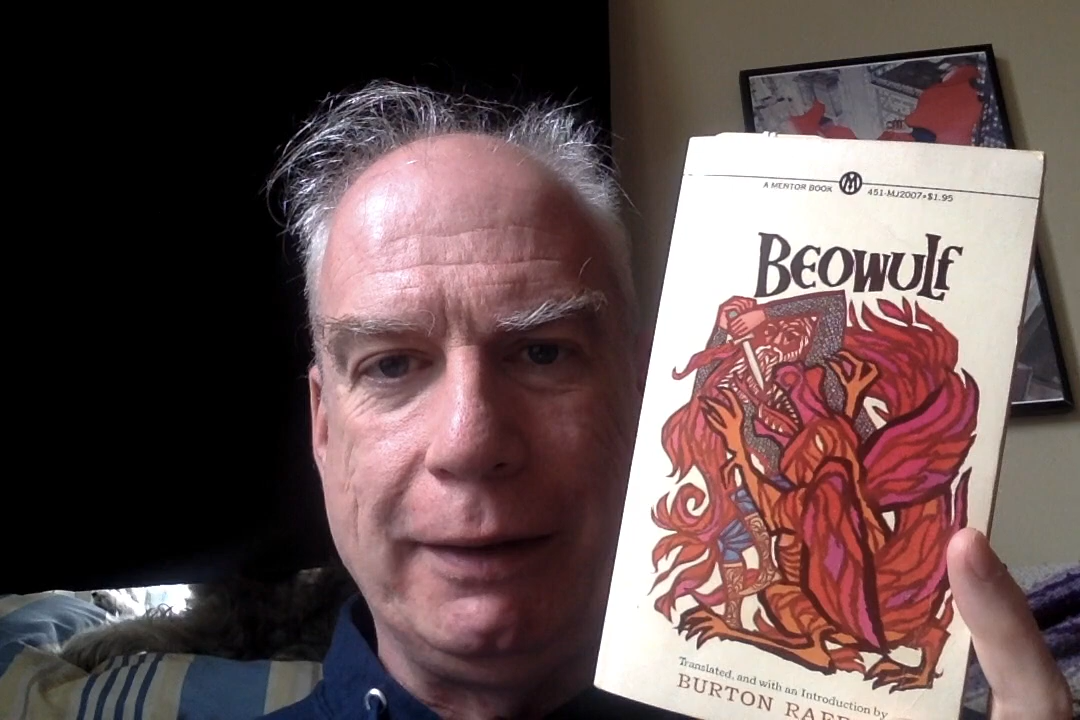 A MENTOR BOOK M 451-MJ2007•$1.95
BEOWULF
Translated, and with an Introduction by
BURTON